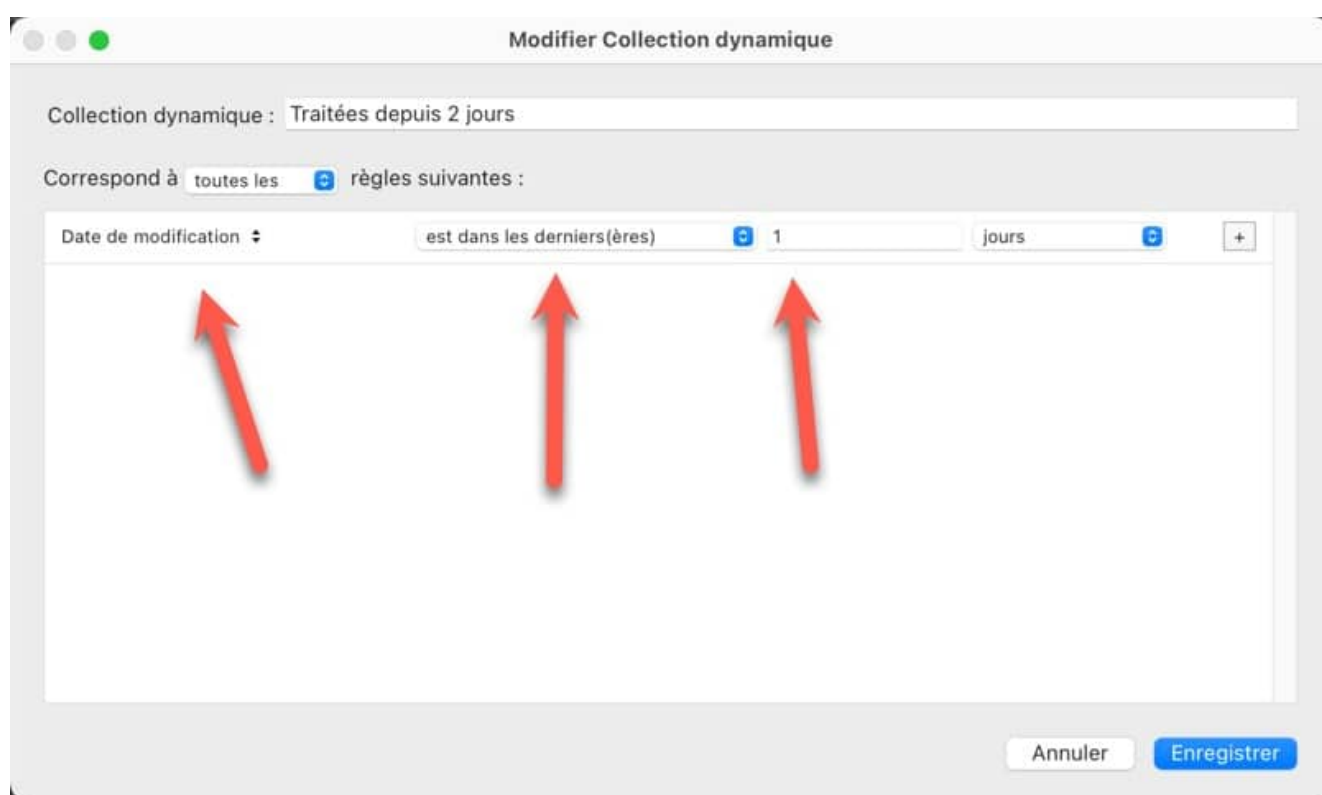 Modifier Collection dynamique
Collection dynamique : Traitées depuis 2 jours
Correspond à toutes les règles suivantes :
Date de modification est dans les derniers(ères) 1 jours +
Annuler Enregistrer